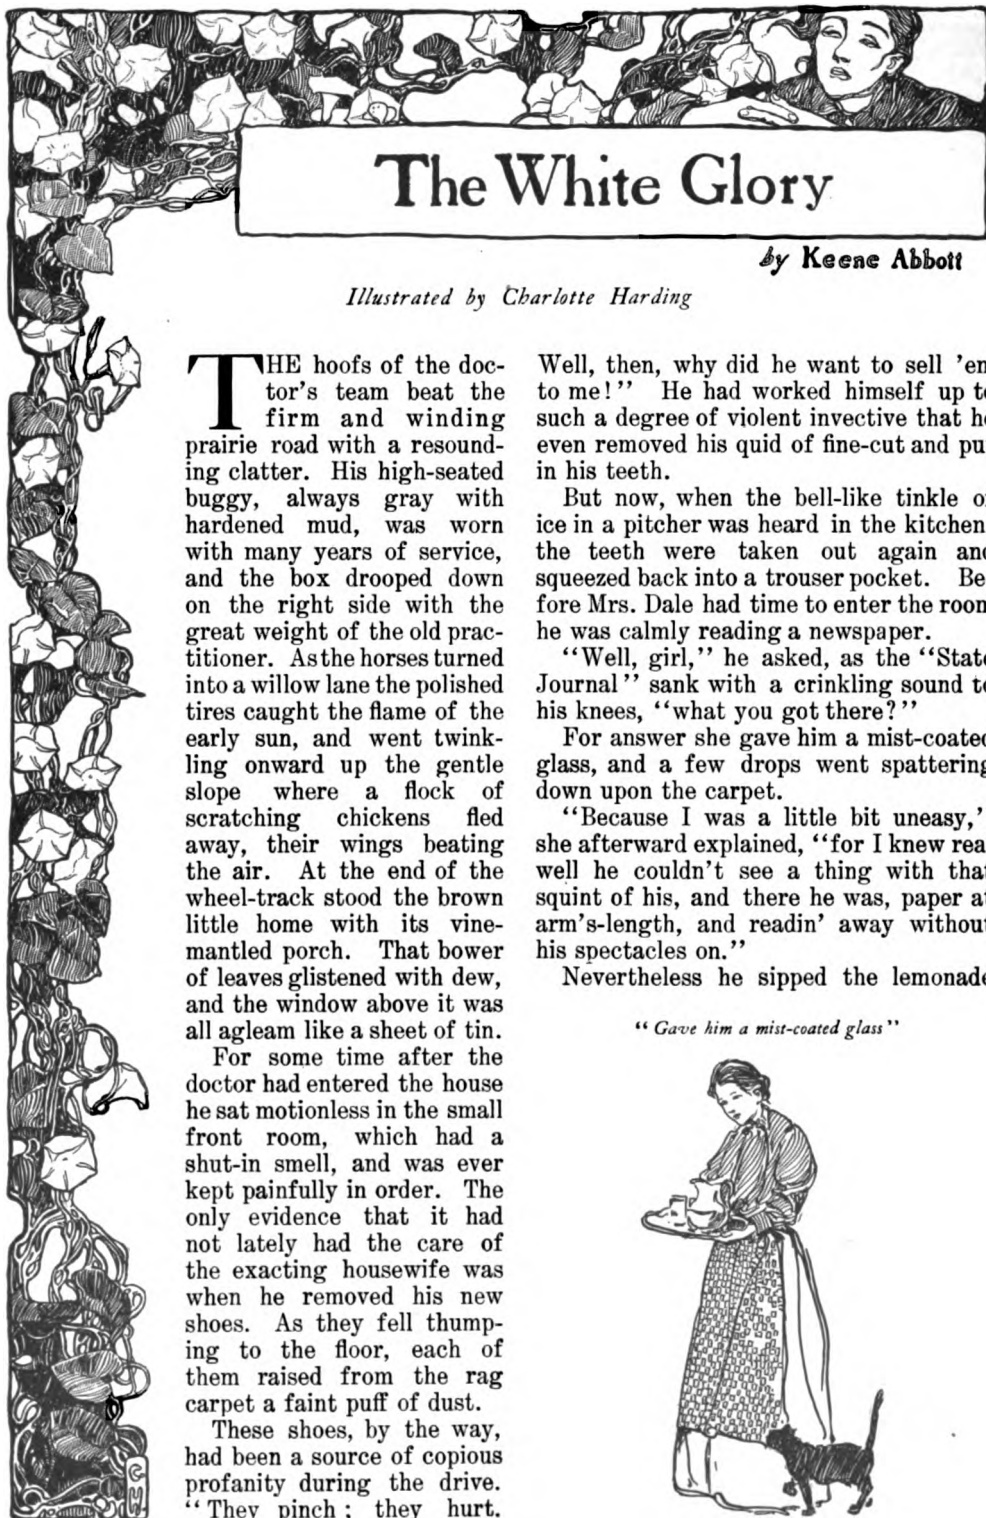 The White Glory
by Keene Abbott
Illustrated by Charlotte Harding
THE hoofs of the doc-
tor's team beat the
firm and winding
prairie road with a resound-
ing clatter. His high-seated
buggy, always gray with
hardened mud, was worn
with many years of service,
and the box drooped down
on the right side with the
great weight of the old prac-
titioner. As the horses turned
into a willow lane the polished
tires caught the flame of the
early sun, and went twink-
ling onward up the gentle
slope where a flock of
scratching chickens fled
away, their wings beating
the air. At the end of the
wheel-track stood the brown
little home with its vine-
mantled porch. That bower
of leaves glistened with dew,
and the window above it was
all agleam like a sheet of tin.
For some time after the
doctor had entered the house
he sat motionless in the small
front room, which had a
shut-in smell, and was ever
kept painfully in order. The
only evidence that it had
not lately had the care of
the exacting housewife was
when he removed his new
shoes. As they fell thump-
ing to the floor, each of
them raised from the rag
carpet a faint puff of dust.
These shoes, by the way,
had been a source of copious
profanity during the drive.
"They pinch; they hurt.
Well, then, why did he want to sell 'em
to me!" He had worked himself up to
such a degree of violent invective that he
even removed his quid of fine-cut and put
in his teeth.
But now, when the bell-like tinkle of
ice in a pitcher was heard in the kitchen,
the teeth were taken out again and
squeezed back into a trouser pocket. Be-
fore Mrs. Dale had time to enter the room
he was calmly reading a newspaper.
"Well, girl," he asked, as the "State
Journal" sank with a crinkling sound to
his knees, "what you got there?"
For answer she gave him a mist-coated
glass, and a few drops went spattering
down upon the carpet.
"Because I was a little bit uneasy,"
she afterward explained, "for I knew real
well he couldn't see a thing with that
squint of his, and there he was, paper at
arm's-length, and readin' away without
his spectacles on."
Nevertheless he sipped the lemonade
"Gave him a mist-coated glass"
CH